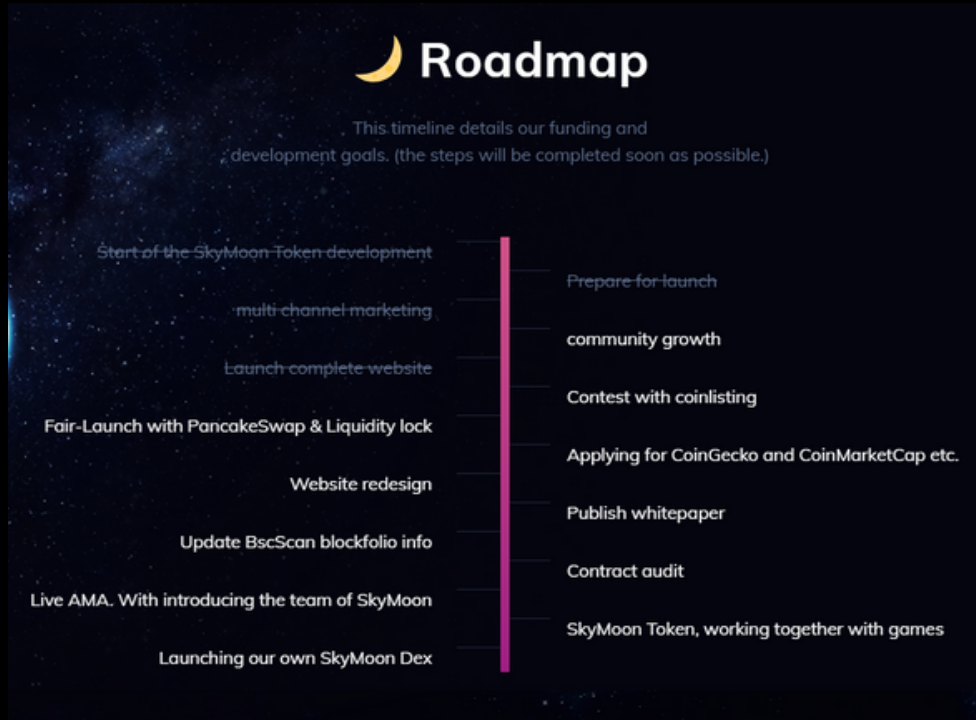 Roadmap
This timeline details our funding and
development goals. (the steps will be completed soon as possible.)
Start of the SkyMoon Token development
Prepare for launch
multi channel marketing
community growth
Launch complete website
Contest with coinlisting
Fair-Launch with PancakeSwap & Liquidity lock
Applying for CoinGecko and CoinMarketCap etc.
Website redesign
Publish whitepaper
Update BscScan blockfolio info
Contract audit
Live AMA. With introducing the team of SkyMoon
SkyMoon Token, working together with games
Launching our own SkyMoon Dex